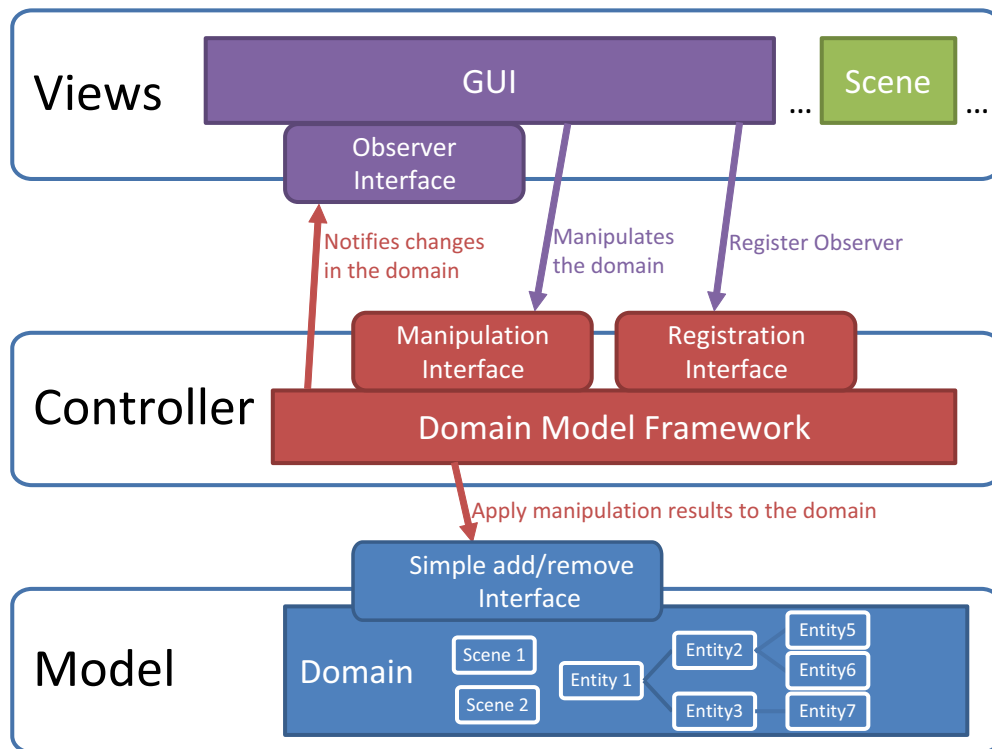 Views
GUI
...
Scene
...
Observer
Interface
Notifies changes
in the domain
Manipulates
the domain
Register Observer
Controller
Manipulation
Interface
Registration
Interface
Domain Model Framework
Apply manipulation results to the domain
Model
Simple add/remove
Interface
Domain
Scene 1
Scene 2
Entity 1
Entity2
Entity3
Entity5
Entity6
Entity7